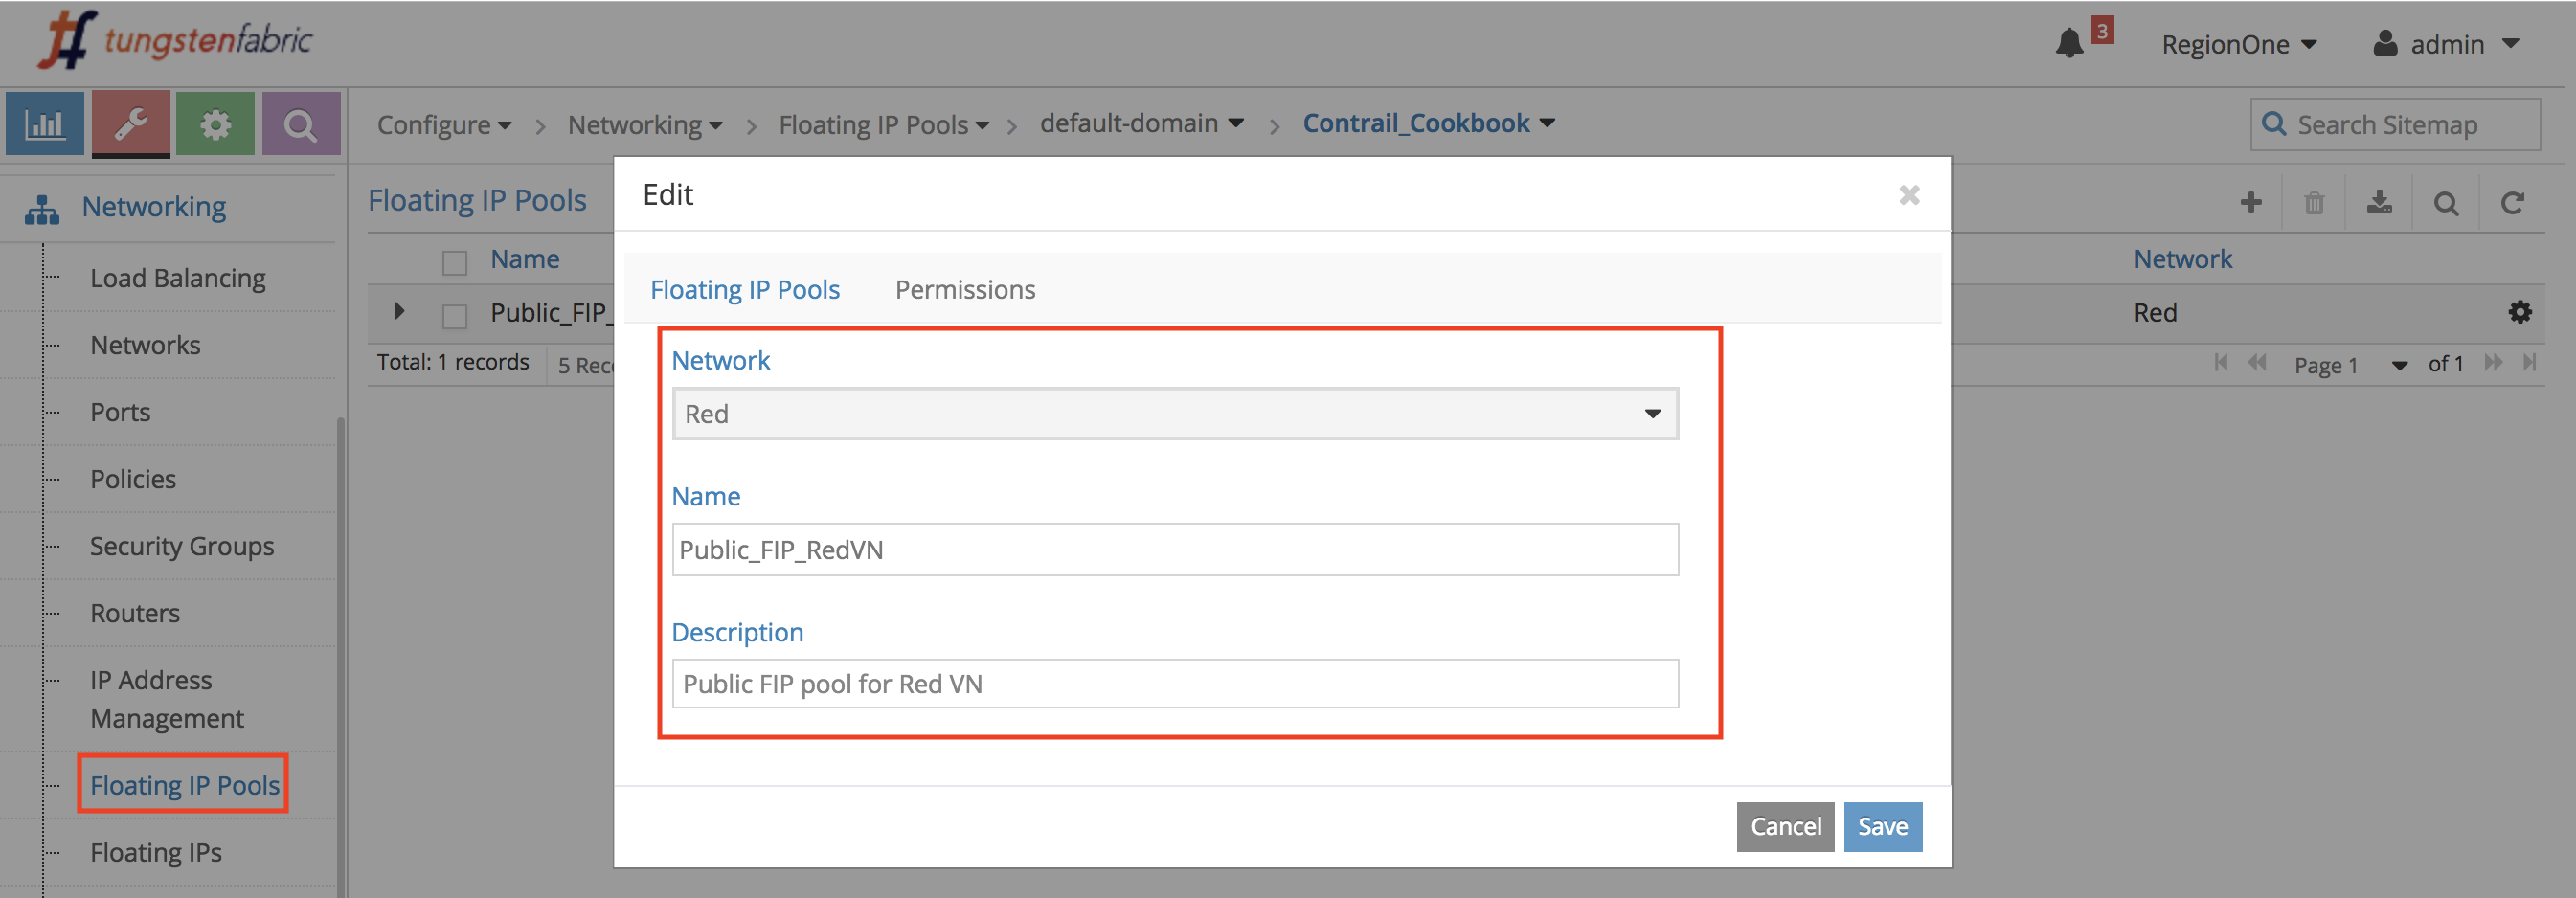 tungstenfabric
3
RegionOne
admin
Configure > Networking > Floating IP Pools > default-domain > Contrail_Cookbook
Search Sitemap
Networking
Load Balancing
Networks
Ports
Policies
Security Groups
Routers
IP Address
Management
Floating IP Pools
Floating IPs
Floating IP Pools
Name
Network
Public_FIP_
Red
Total: 1 records
5 Reco
Page 1
of 1
Edit
Floating IP Pools
Permissions
Network
Red
Name
Public_FIP_RedVN
Description
Public FIP pool for Red VN
Cancel
Save